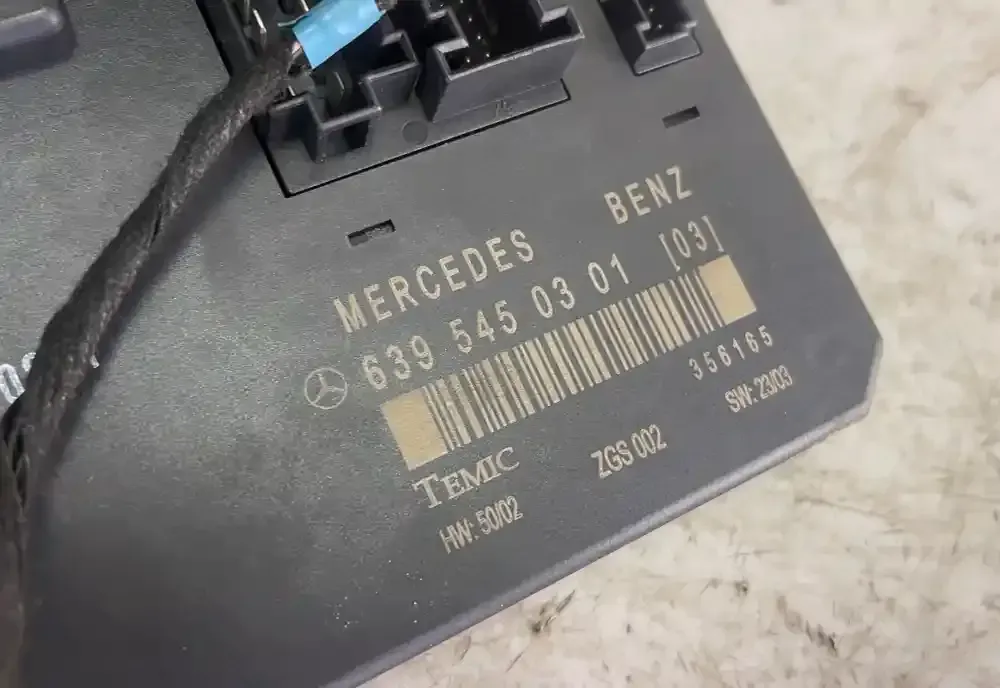 MERCEDES BENZ
639 545 03 01 [03]
356165
TEMIC ZGS 002 SW: 23/03
HW: 50/02